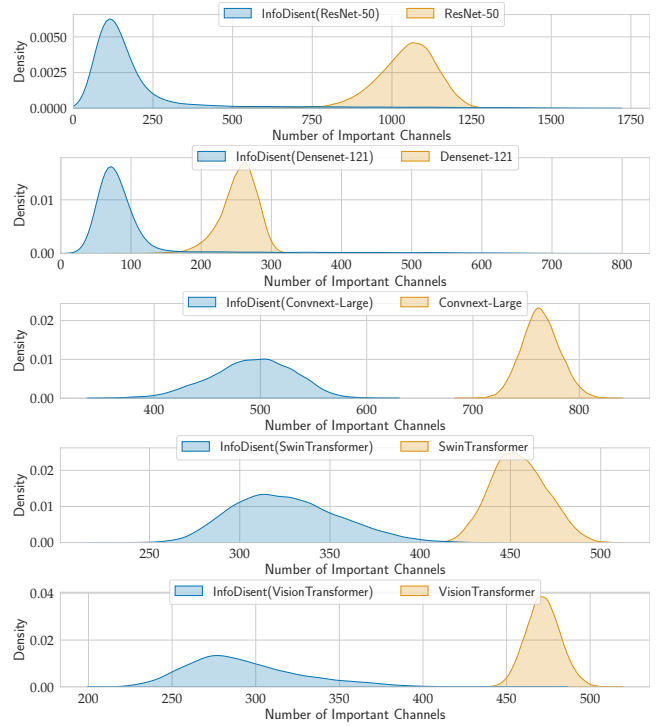 InfoDisent(ResNet-50) ResNet-50
Density
0.0050
0.0025
0.0000
0 250 500 750 1000 1250 1500 1750
Number of Important Channels
InfoDisent(Densenet-121) Densenet-121
Density
0.01
0.00
0 100 200 300 400 500 600 700 800
Number of Important Channels
InfoDisent(Convnext-Large) Convnext-Large
Density
0.02
0.01
0.00
400 500 600 700 800
Number of Important Channels
InfoDisent(SwinTransformer) SwinTransformer
Density
0.02
0.01
0.00
250 300 350 400 450 500
Number of Important Channels
InfoDisent(VisionTransformer) VisionTransformer
Density
0.04
0.02
0.00
200 250 300 350 400 450 500
Number of Important Channels